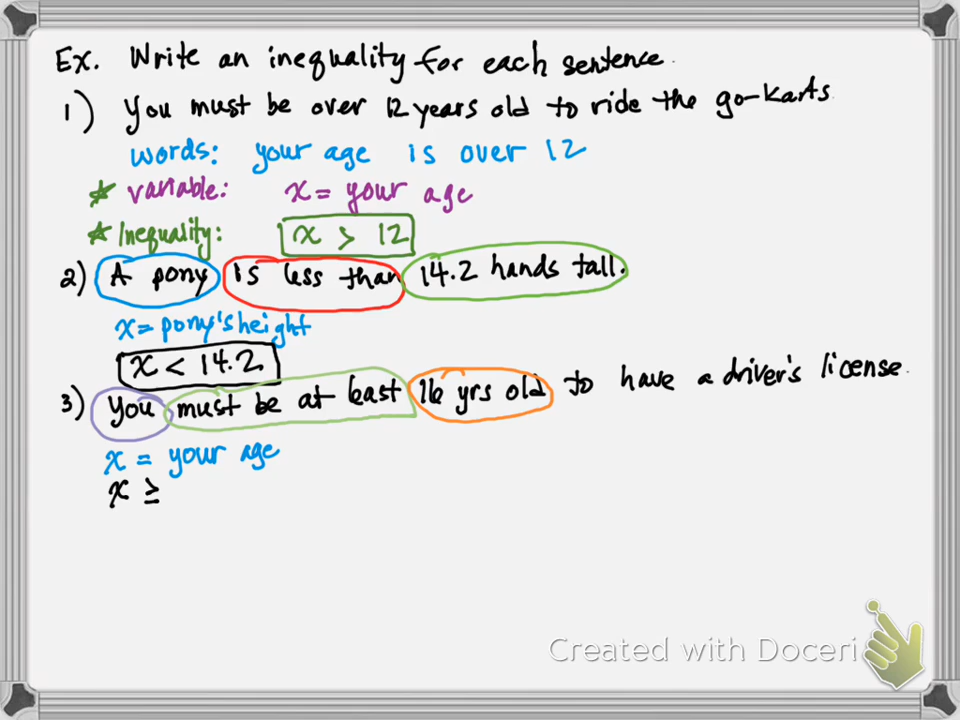 Ex. Write an inequality for each sentence.
1) You must be over 12 years old to ride the go-karts.
words: your age is over 12
* variable: x = your age
* Inequality: x > 12
2) A pony is less than 14.2 hands tall.
x = pony's height
x < 14.2
3) You must be at least 16 yrs old to have a driver's license.
x = your age
x ≥
Created with Doceri